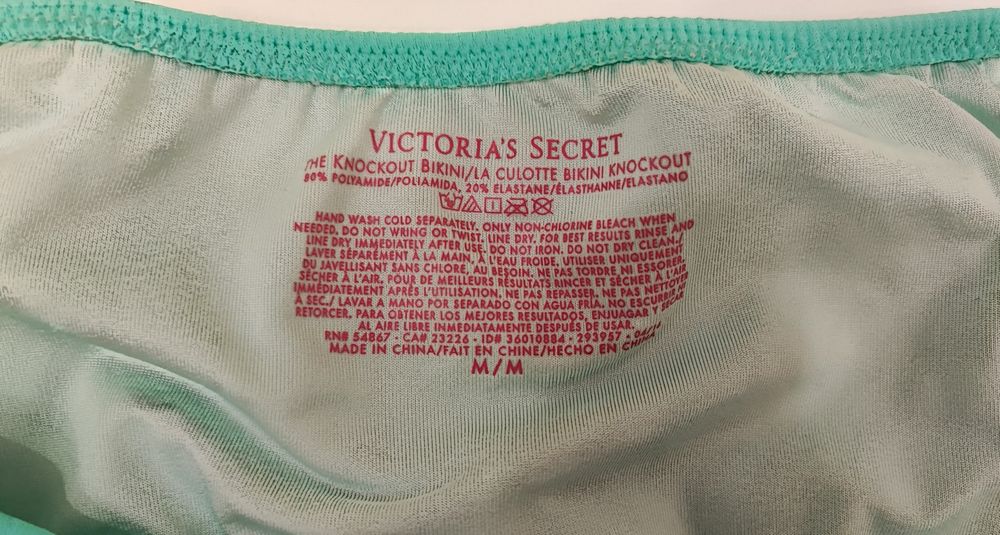 VICTORIA'S SECRET
THE KNOCKOUT BIKINI/LA CULOTTE BIKINI KNOCKOUT
80% POLYAMIDE/POLIAMIDA, 20% ELASTANE/ÉLASTHANNE/ELASTANO
HAND WASH COLD SEPARATELY. ONLY NON-CHLORINE BLEACH WHEN
NEEDED. DO NOT WRING OR TWIST. LINE DRY. FOR BEST RESULTS RINSE AND
LINE DRY IMMEDIATELY AFTER USE. DO NOT IRON. DO NOT DRY CLEAN./
LAVER SÉPARÉMENT À LA MAIN, À L'EAU FROIDE. UTILISER UNIQUEMENT
DU JAVELLISANT SANS CHLORE, AU BESOIN. NE PAS TORDRE NI ESSORER.
SÉCHER À L'AIR. POUR DE MEILLEURS RÉSULTATS RINCER ET SÉCHER À L'AIR
IMMÉDIATEMENT APRÈS L'UTILISATION. NE PAS REPASSER. NE PAS NETTOYER
À SEC./ LAVAR A MANO POR SEPARADO CON AGUA FRÍA. NO ESCURRIR
RETORCER. PARA OBTENER LOS MEJORES RESULTADOS, ENJUAGAR Y SECAR
AL AIRE LIBRE INMEDIATAMENTE DESPUÉS DE USAR.
RN# 54867 · CA# 23226 · ID# 36010884 · 293957 ·
MADE IN CHINA/FAIT EN CHINE/HECHO EN CHINA
M/M